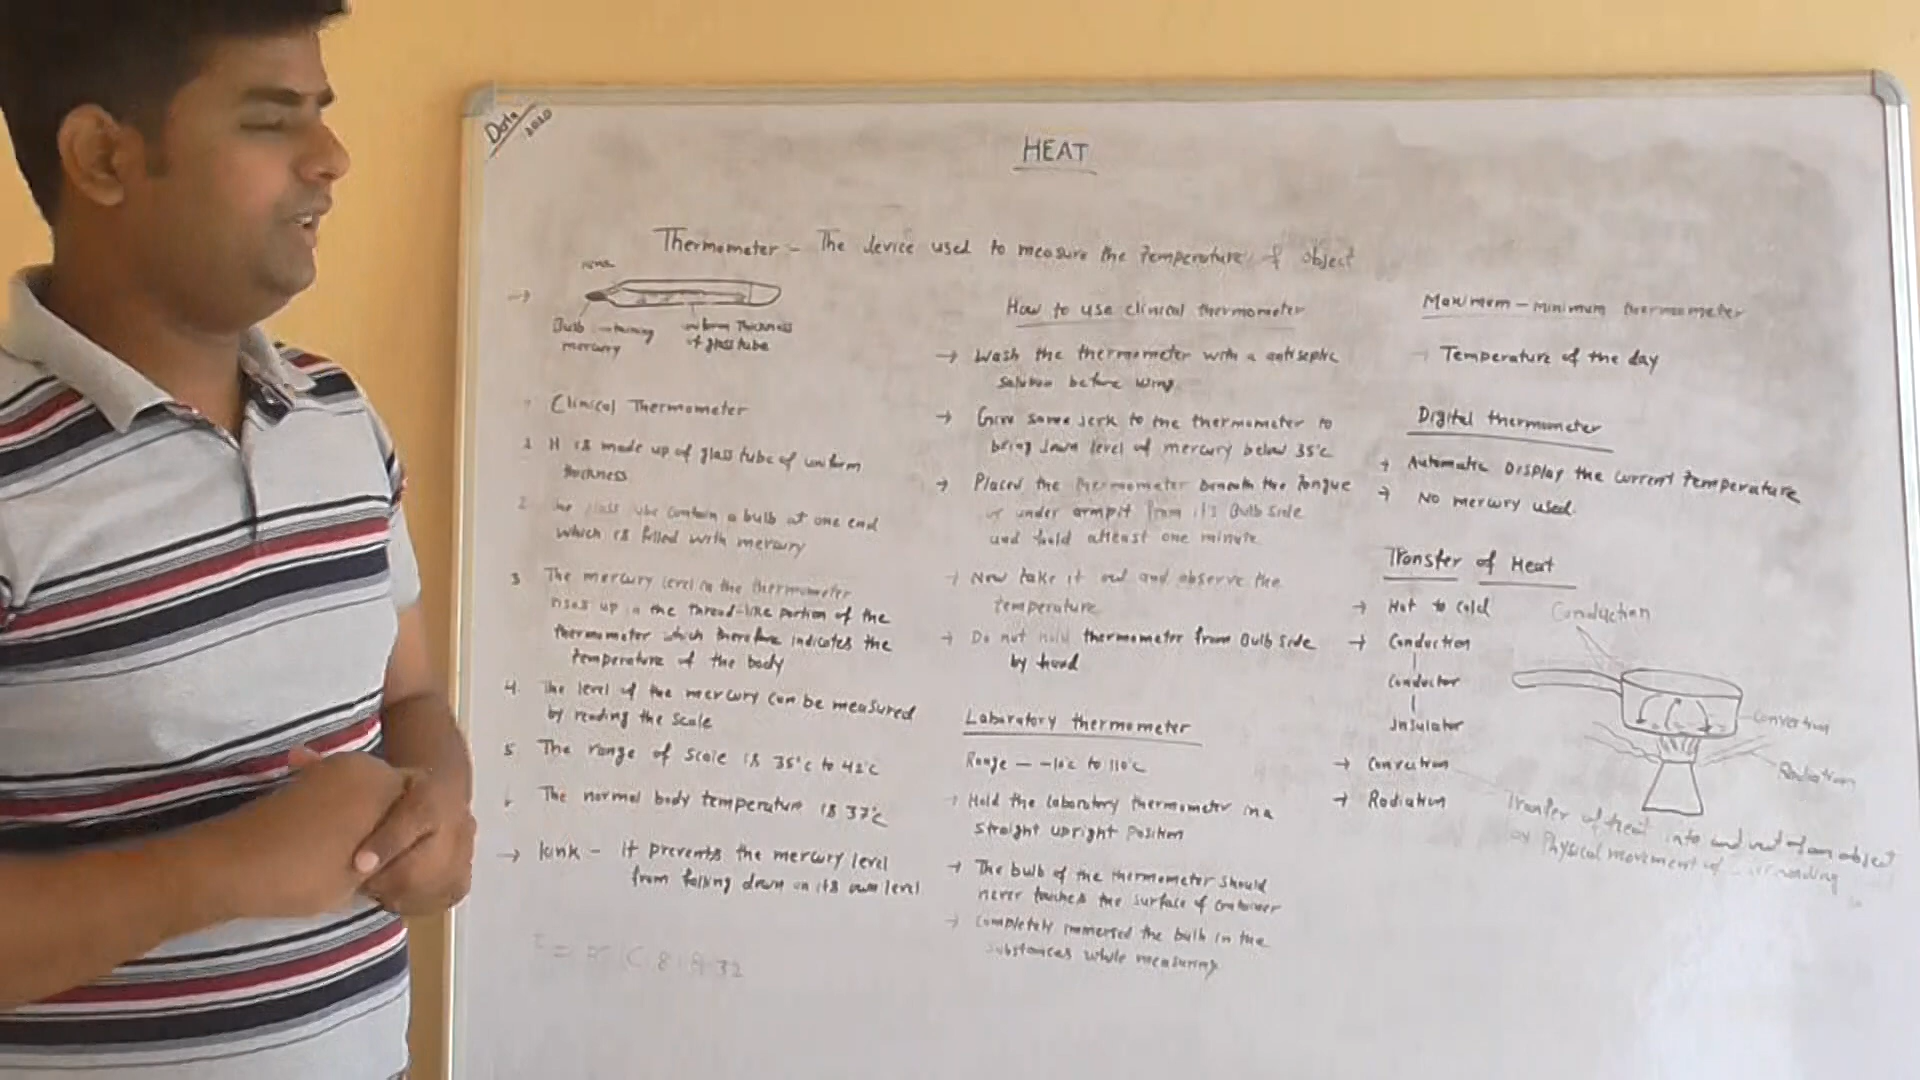 Data
2020
HEAT
Thermometer - The device used to measure the temperature of object
Bulb
mercury
uniform Thickness
of glass tube
Clinical Thermometer
1 It is made up of glass tube of uniform
thickness
2 contain a bulb at one end
which is filled with mercury
3 The mercury level in the thermometer
rises up in the thread-like portion of the
thermometer which therefore indicates the
temperature of the body
4. The level of the mercury can be measured
by reading the scale
5 The range of scale is 35°c to 42°c
The normal body temperature is 37°c
→ kink - it prevents the mercury level
from falling down on its own level
How to use clinical thermometer
→ Wash the thermometer with a antiseptic
solution before using
→ Give some jerk to the thermometer to
bring down level of mercury below 35°c
→ Placed the thermometer beneath the tongue
or under armpit from it's Bulb side
and hold atleast one minute
→ Now take it out and observe the
temperature
→ Do not hold thermometer from Bulb side
by hand
Laboratory thermometer
Range - -10°c to 110°c
→ Hold the laboratory thermometer in a
straight upright position
→ The bulb of the thermometer should
never touches the surface of container
→ Completely immersed the bulb in the
substances while measuring
Maximum - minimum thermometer
→ Temperature of the day
Digital thermometer
→ Automatic Display the current temperature
→ No mercury used.
Transfer of Heat
→ Hot to cold
→ Conduction
Conductor
Insulator
→ Convection
→ Radiation
Conduction
Convection
Radiation
Transfer of heat into and out of an object
by Physical movement of surrounding